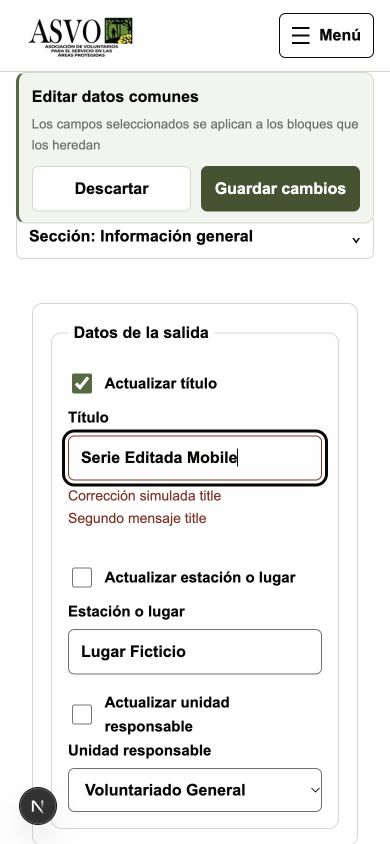 ASVO
ASOCIACIÓN DE VOLUNTARIOS
PARA EL SERVICIO EN LAS
ÁREAS PROTEGIDAS
Menú
Editar datos comunes
Los campos seleccionados se aplican a los bloques que
los heredan
Descartar
Guardar cambios
Sección: Información general
Datos de la salida
Actualizar título
Título
Serie Editada Mobile
Corrección simulada title
Segundo mensaje title
Actualizar estación o lugar
Estación o lugar
Lugar Ficticio
Actualizar unidad
responsable
Unidad responsable
Voluntariado General
N